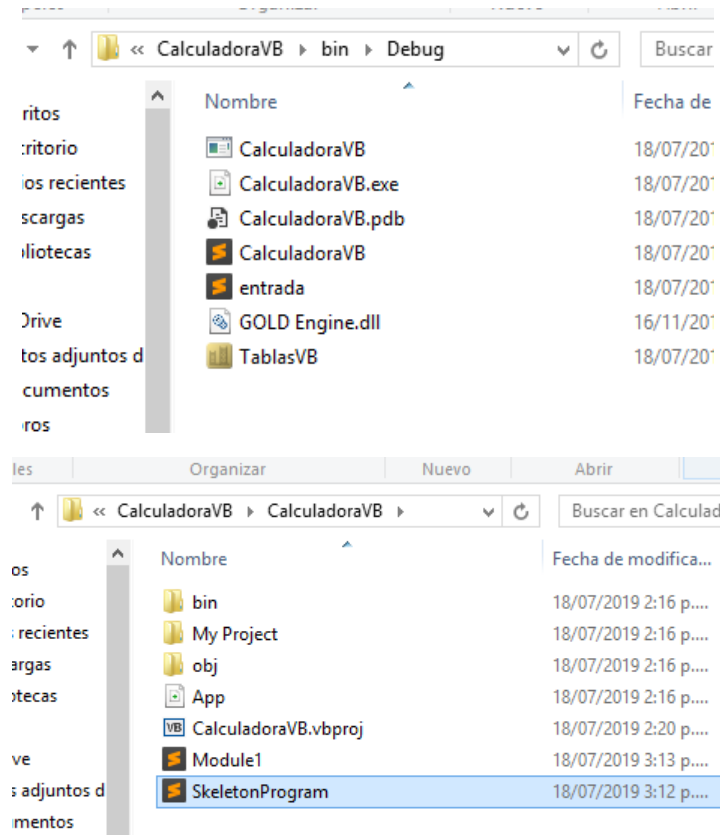 Organizar
« CalculadoraVB bin Debug
Buscar
Nombre Fecha de
ritos
critorio CalculadoraVB 18/07/201
ios recientes CalculadoraVB.exe 18/07/201
scargas CalculadoraVB.pdb 18/07/201
bliotecas CalculadoraVB 18/07/201
entrada 18/07/201
Drive GOLD Engine.dll 16/11/201
tos adjuntos d TablasVB 18/07/201
cumentos
ros
les Organizar Nuevo Abrir
« CalculadoraVB CalculadoraVB
Buscar en Calculad
Nombre Fecha de modifica...
os
torio bin 18/07/2019 2:16 p....
recientes My Project 18/07/2019 2:16 p....
argas obj 18/07/2019 2:16 p....
otecas App 18/07/2019 2:16 p....
CalculadoraVB.vbproj 18/07/2019 2:20 p....
ve Module1 18/07/2019 3:13 p....
s adjuntos d SkeletonProgram 18/07/2019 3:12 p....
mentos